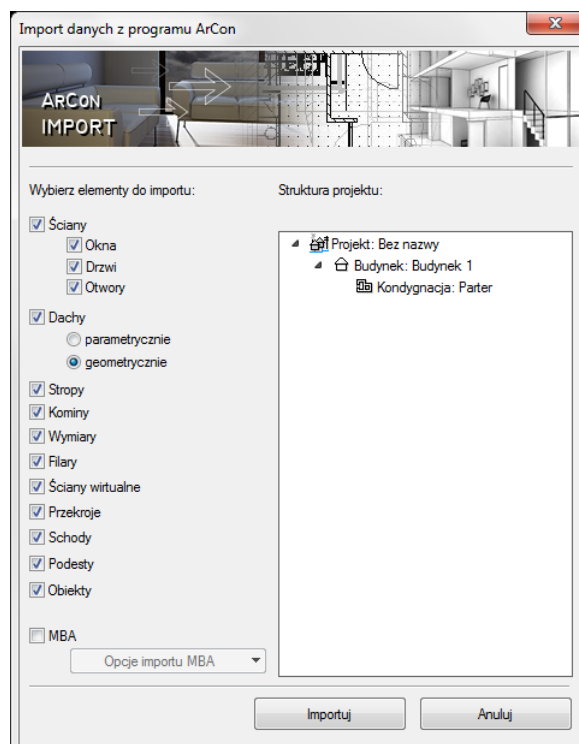 Import danych z programu ArCon
ARCON
IMPORT
Wybierz elementy do importu:
Ściany
Okna
Drzwi
Otwory
Dachy
parametrycznie
geometrycznie
Stropy
Kominy
Wymiary
Filary
Ściany wirtualne
Przekroje
Schody
Podesty
Obiekty
MBA
Opcje importu MBA
Struktura projektu:
Projekt: Bez nazwy
Budynek: Budynek 1
Kondygnacja: Parter
Importuj
Anuluj